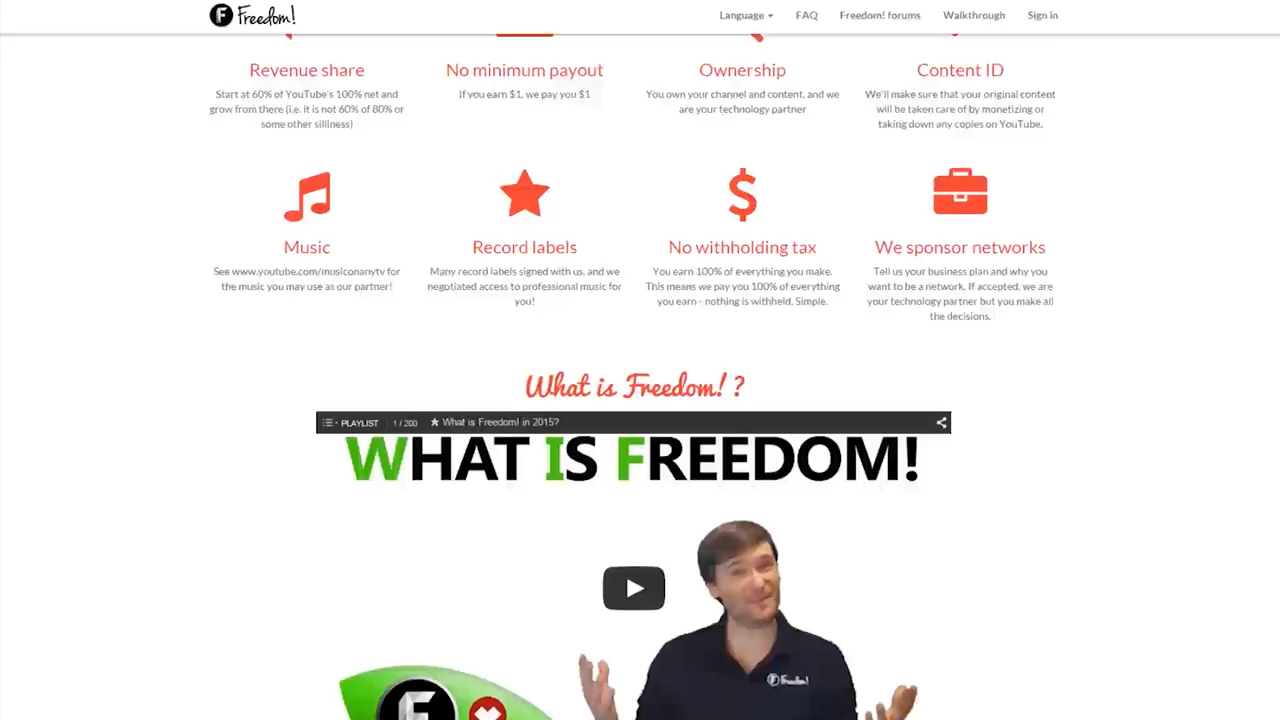 Freedom!
Language
FAQ
Freedom! forums
Walkthrough
Sign in
Revenue share
Start at 60% of YouTube's 100% net and
grow from there (i.e. it is not 60% of 80% or
some other silliness)
No minimum payout
If you earn $1, we pay you $1
Ownership
You own your channel and content, and we
are your technology partner
Content ID
We'll make sure that your original content
will be taken care of by monetizing or
taking down any copies on YouTube.
Music
See www.youtube.com/musiconanytv for
the music you may use as our partner!
Record labels
Many record labels signed with us, and we
negotiated access to professional music for
you!
No withholding tax
You earn 100% of everything you make.
This means we pay you 100% of everything
you earn - nothing is withheld. Simple.
We sponsor networks
Tell us your business plan and why you
want to be a network. If accepted, we are
your technology partner but you make all
the decisions.
What is Freedom! ?
PLAYLIST 1 / 200 ★ What is Freedom! in 2015?
WHAT IS FREEDOM!
Freedom!
F